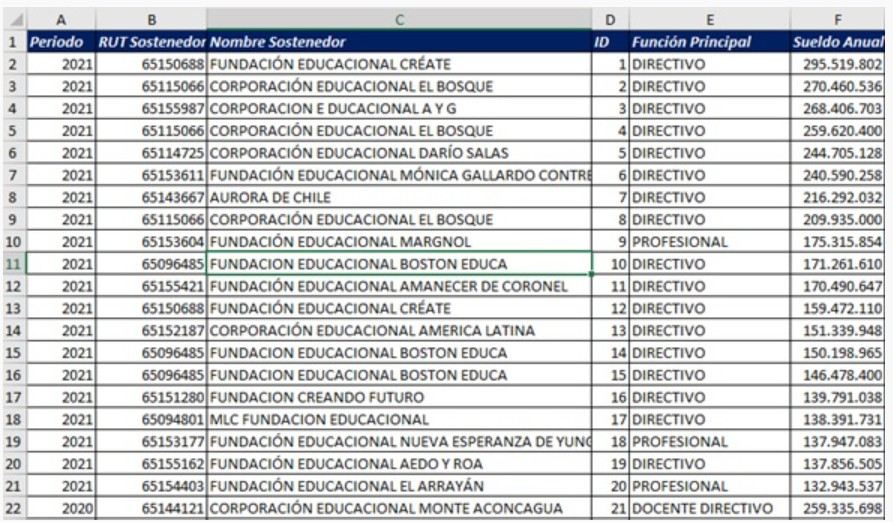 A B C D E F
1 Periodo RUT Sostenedor Nombre Sostenedor ID Función Principal Sueldo Anual
2 2021 65150688 FUNDACIÓN EDUCACIONAL CRÉATE 1 DIRECTIVO 295.519.802
3 2021 65115066 CORPORACIÓN EDUCACIONAL EL BOSQUE 2 DIRECTIVO 270.460.536
4 2021 65155987 CORPORACION E DUCACIONAL A Y G 3 DIRECTIVO 268.406.703
5 2021 65115066 CORPORACIÓN EDUCACIONAL EL BOSQUE 4 DIRECTIVO 259.620.400
6 2021 65114725 CORPORACIÓN EDUCACIONAL DARÍO SALAS 5 DIRECTIVO 244.705.128
7 2021 65153611 FUNDACIÓN EDUCACIONAL MÓNICA GALLARDO CONTRE 6 DIRECTIVO 240.590.258
8 2021 65143667 AURORA DE CHILE 7 DIRECTIVO 216.292.032
9 2021 65115066 CORPORACIÓN EDUCACIONAL EL BOSQUE 8 DIRECTIVO 209.935.000
10 2021 65153604 FUNDACIÓN EDUCACIONAL MARGNOL 9 PROFESIONAL 175.315.854
11 2021 65096485 FUNDACION EDUCACIONAL BOSTON EDUCA 10 DIRECTIVO 171.261.610
12 2021 65155421 FUNDACIÓN EDUCACIONAL AMANECER DE CORONEL 11 DIRECTIVO 170.490.647
13 2021 65150688 FUNDACIÓN EDUCACIONAL CRÉATE 12 DIRECTIVO 159.472.110
14 2021 65152187 CORPORACIÓN EDUCACIONAL AMERICA LATINA 13 DIRECTIVO 151.339.948
15 2021 65096485 FUNDACION EDUCACIONAL BOSTON EDUCA 14 DIRECTIVO 150.198.965
16 2021 65096485 FUNDACION EDUCACIONAL BOSTON EDUCA 15 DIRECTIVO 146.478.400
17 2021 65151280 FUNDACION CREANDO FUTURO 16 DIRECTIVO 139.791.038
18 2021 65094801 MLC FUNDACION EDUCACIONAL 17 DIRECTIVO 138.391.731
19 2021 65153177 FUNDACIÓN EDUCACIONAL NUEVA ESPERANZA DE YUNG 18 PROFESIONAL 137.947.083
20 2021 65155162 FUNDACIÓN EDUCACIONAL AEDO Y ROA 19 DIRECTIVO 137.856.505
21 2021 65154403 FUNDACIÓN EDUCACIONAL EL ARRAYÁN 20 PROFESIONAL 132.943.537
22 2020 65144121 CORPORACIÓN EDUCACIONAL MONTE ACONCAGUA 21 DOCENTE DIRECTIVO 259.335.698